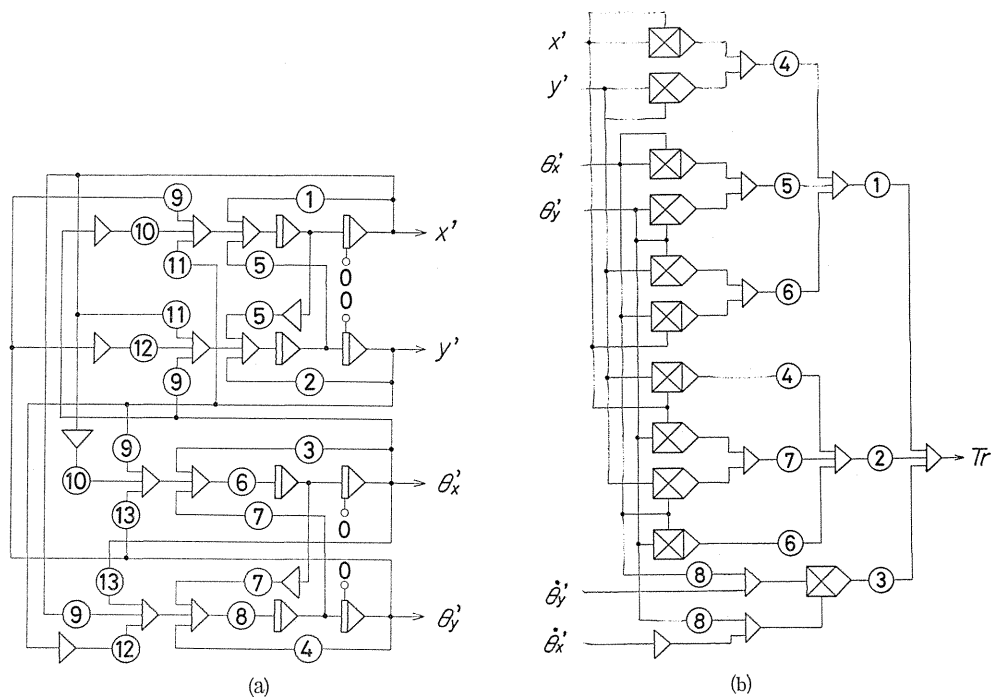 ⑨ ①
x'
⑩
⑪ ⑤
0
0
⑪ ⑤
⑫ y'
⑨ ②
⑨ ③
⑩ ⑥ θx'
⑬ ⑦
0
⑬ ⑦ 0
⑨ ⑧ θy'
⑫ ④
(a)
x'
④
y'
θx'
⑤ ①
θy'
⑥
④
⑦ ② Tr
⑥
⑧ ③
θ̇y'
⑧
θ̇x'
(b)